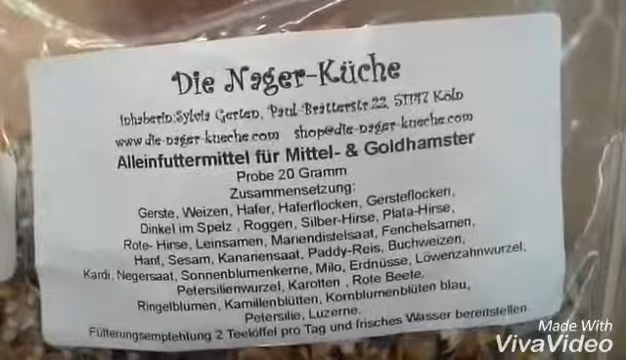 Die Nager-Küche
Inhaberin: Sylvia Gerten, Paul Bratterstr. 22, 51147 Köln
www.die-nager-kueche.com shop@die-nager-kueche.com
Alleinfuttermittel für Mittel- & Goldhamster
Probe 20 Gramm
Zusammensetzung:
Gerste, Weizen, Hafer, Haferflocken, Gersteflocken,
Dinkel im Spelz , Roggen, Silber-Hirse, Plata-Hirse,
Rote- Hirse, Leinsamen, Mariendistelsaat, Fenchelsamen,
Hanf, Sesam, Kanariensaat, Paddy-Reis, Buchweizen,
Kardi, Negersaat, Sonnenblumenkerne, Milo, Erdnüsse, Löwenzahnwurzel,
Petersilienwurzel, Karotten , Rote Beete,
Ringelblumen, Kamillenblütten, Kornblumenblüten blau,
Petersilie, Luzerne.
Fütterungsempfehlung 2 Teelöffel pro Tag und frisches Wasser bereitstellen.
Made With
VivaVideo